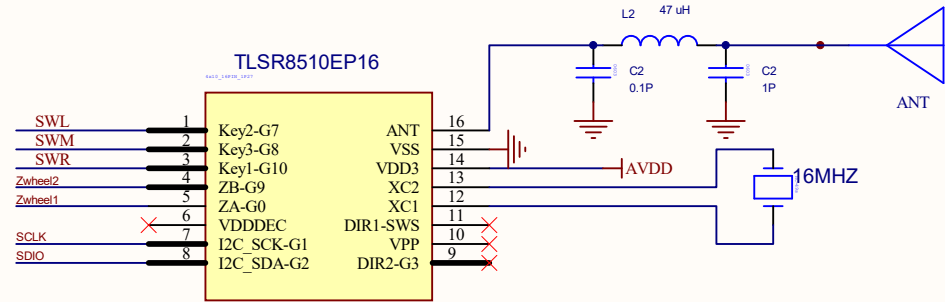 L2 47 uH
TLSR8510EP16
C2
0.1P
C2
1P
ANT
SWL 1 Key2-G7
SWM 2 Key3-G8
SWR 3 Key1-G10
Zwheel2 4 ZB-G9
Zwheel1 5 ZA-G0
6 VDDDEC
SCLK 7 I2C_SCK-G1
SDIO 8 I2C_SDA-G2
ANT 16
VSS 15
VDD3 14 AVDD
XC2 13
XC1 12
DIR1-SWS 11
VPP 10
DIR2-G3 9
16MHZ